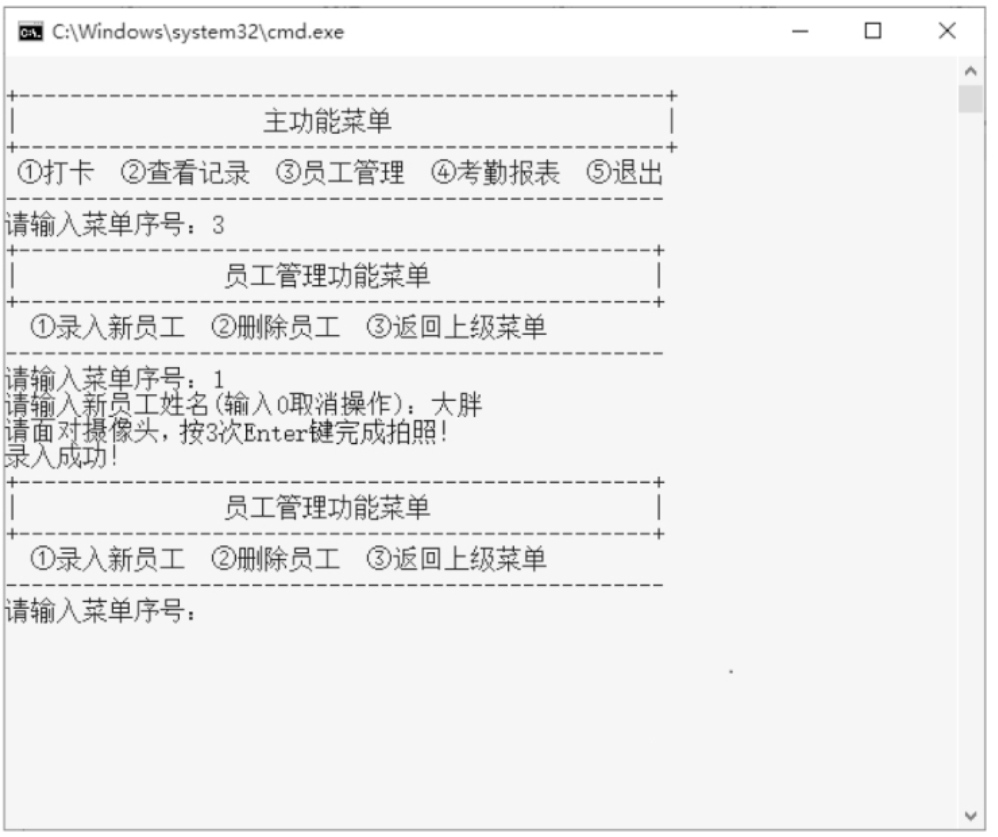 C:\Windows\system32\cmd.exe
+--------------------------------------------------+
| 主功能菜单 |
+--------------------------------------------------+
①打卡 ②查看记录 ③员工管理 ④考勤报表 ⑤退出
---------------------------------------------------
请输入菜单序号：3
+-------------------------------------------------+
| 员工管理功能菜单 |
+-------------------------------------------------+
①录入新员工 ②删除员工 ③返回上级菜单
---------------------------------------------------
请输入菜单序号：1
请输入新员工姓名(输入0取消操作)：大胖
请面对摄像头，按3次Enter键完成拍照!
录入成功!
+-------------------------------------------------+
| 员工管理功能菜单 |
+-------------------------------------------------+
①录入新员工 ②删除员工 ③返回上级菜单
---------------------------------------------------
请输入菜单序号：